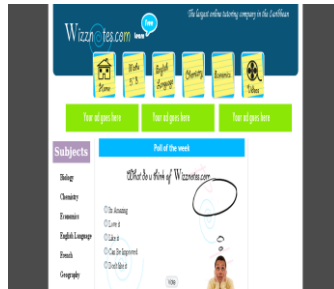 The largest online tutoring company in the Caribbean
free
Wizznotes.com
Home
Maths
English
Language
Chemistry
Economics
Videos
Your ad goes here
Your ad goes here
Your ad goes here
Subjects
Poll of the week
What do u think of Wizznotes.com
Biology
Chemistry
Economics
English Language
French
Geography
Its Amazing
Love it
Like it
Can Be Improved
Don't like it